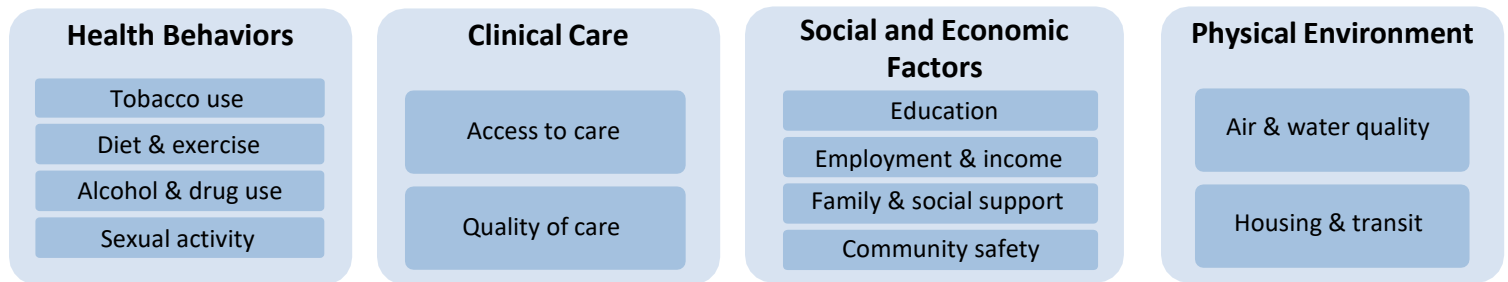 Health Behaviors
Tobacco use
Diet & exercise
Alcohol & drug use
Sexual activity
Clinical Care
Access to care
Quality of care
Social and Economic
Factors
Education
Employment & income
Family & social support
Community safety
Physical Environment
Air & water quality
Housing & transit